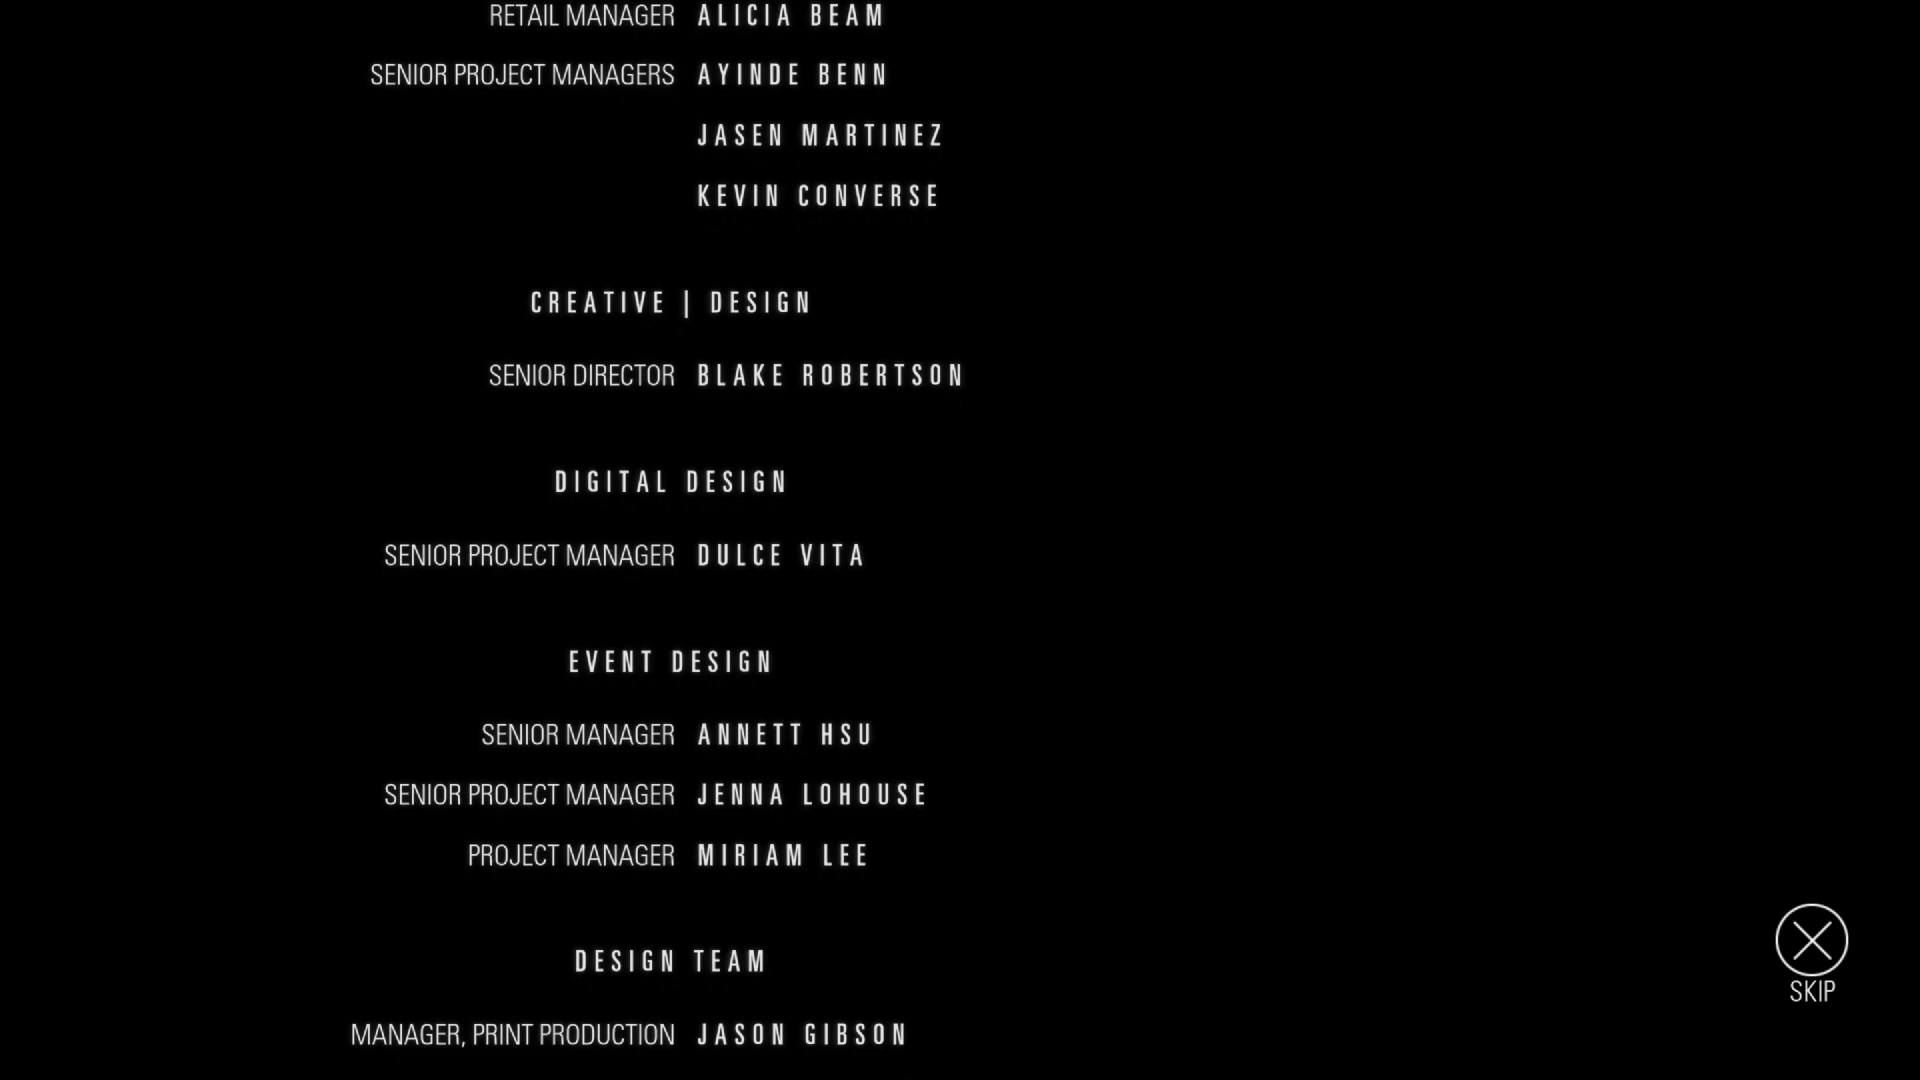 RETAIL MANAGER ALICIA BEAM
SENIOR PROJECT MANAGERS AYINDE BENN
JASEN MARTINEZ
KEVIN CONVERSE
CREATIVE | DESIGN
SENIOR DIRECTOR BLAKE ROBERTSON
DIGITAL DESIGN
SENIOR PROJECT MANAGER DULCE VITA
EVENT DESIGN
SENIOR MANAGER ANNETT HSU
SENIOR PROJECT MANAGER JENNA LOHOUSE
PROJECT MANAGER MIRIAM LEE
DESIGN TEAM
SKIP
MANAGER, PRINT PRODUCTION JASON GIBSON